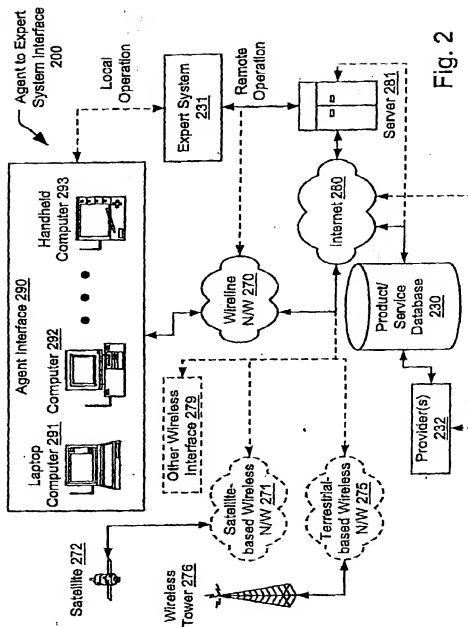 Agent to Expert
System Interface
200
Local Operation
Agent Interface 290
Laptop
Computer 291
Computer 292
Handheld
Computer 293
Expert System
231
Remote Operation
Satellite 272
Wireless
Tower 276
Other Wireless
Interface 279
Satellite-
based Wireless
N/W 271
Terrestrial-
based Wireless
N/W 275
Wireline
N/W 270
Internet 280
Server 281
Product/
Service
Database
230
Provider(s)
232
Fig. 2